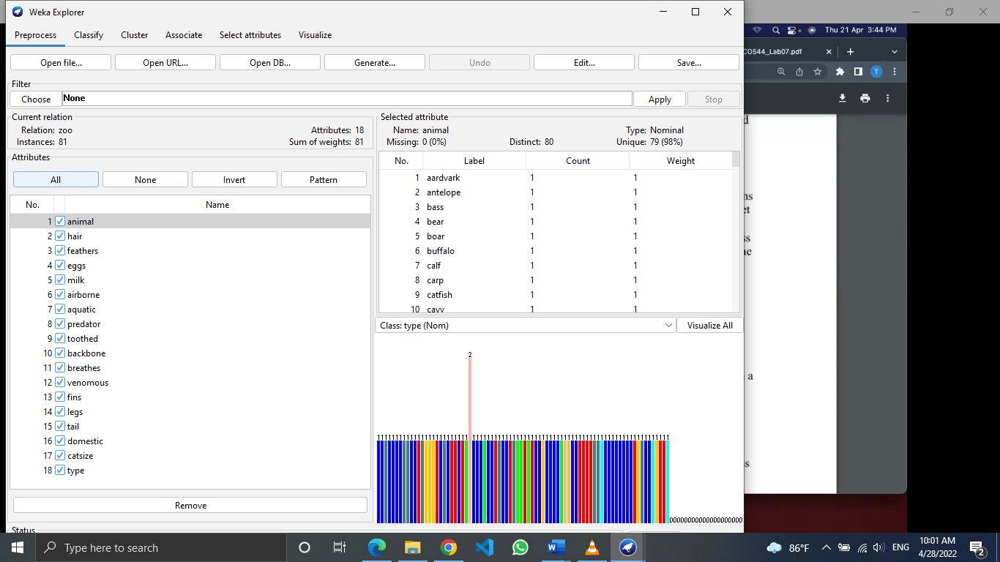 Weka Explorer
Thu 21 Apr 3:44 PM
Preprocess Classify Cluster Associate Select attributes Visualize
CO544_Lab07.pdf
Open file... Open URL... Open DB... Generate... Undo Edit... Save...
T
Filter
Choose None Apply Stop
Current relation
Relation: zoo Attributes: 18
Instances: 81 Sum of weights: 81
Selected attribute
Name: animal Type: Nominal
Missing: 0 (0%) Distinct: 80 Unique: 79 (98%)
Attributes
All None Invert Pattern
No. Name
1 animal
2 hair
3 feathers
4 eggs
5 milk
6 airborne
7 aquatic
8 predator
9 toothed
10 backbone
11 breathes
12 venomous
13 fins
14 legs
15 tail
16 domestic
17 catsize
18 type
Remove
No. Label Count Weight
1 aardvark 1 1
2 antelope 1 1
3 bass 1 1
4 bear 1 1
5 boar 1 1
6 buffalo 1 1
7 calf 1 1
8 carp 1 1
9 catfish 1 1
10 cavy 1 1
Class: type (Nom) Visualize All
2
Status
Type here to search
86°F
ENG
10:01 AM
4/28/2022
2